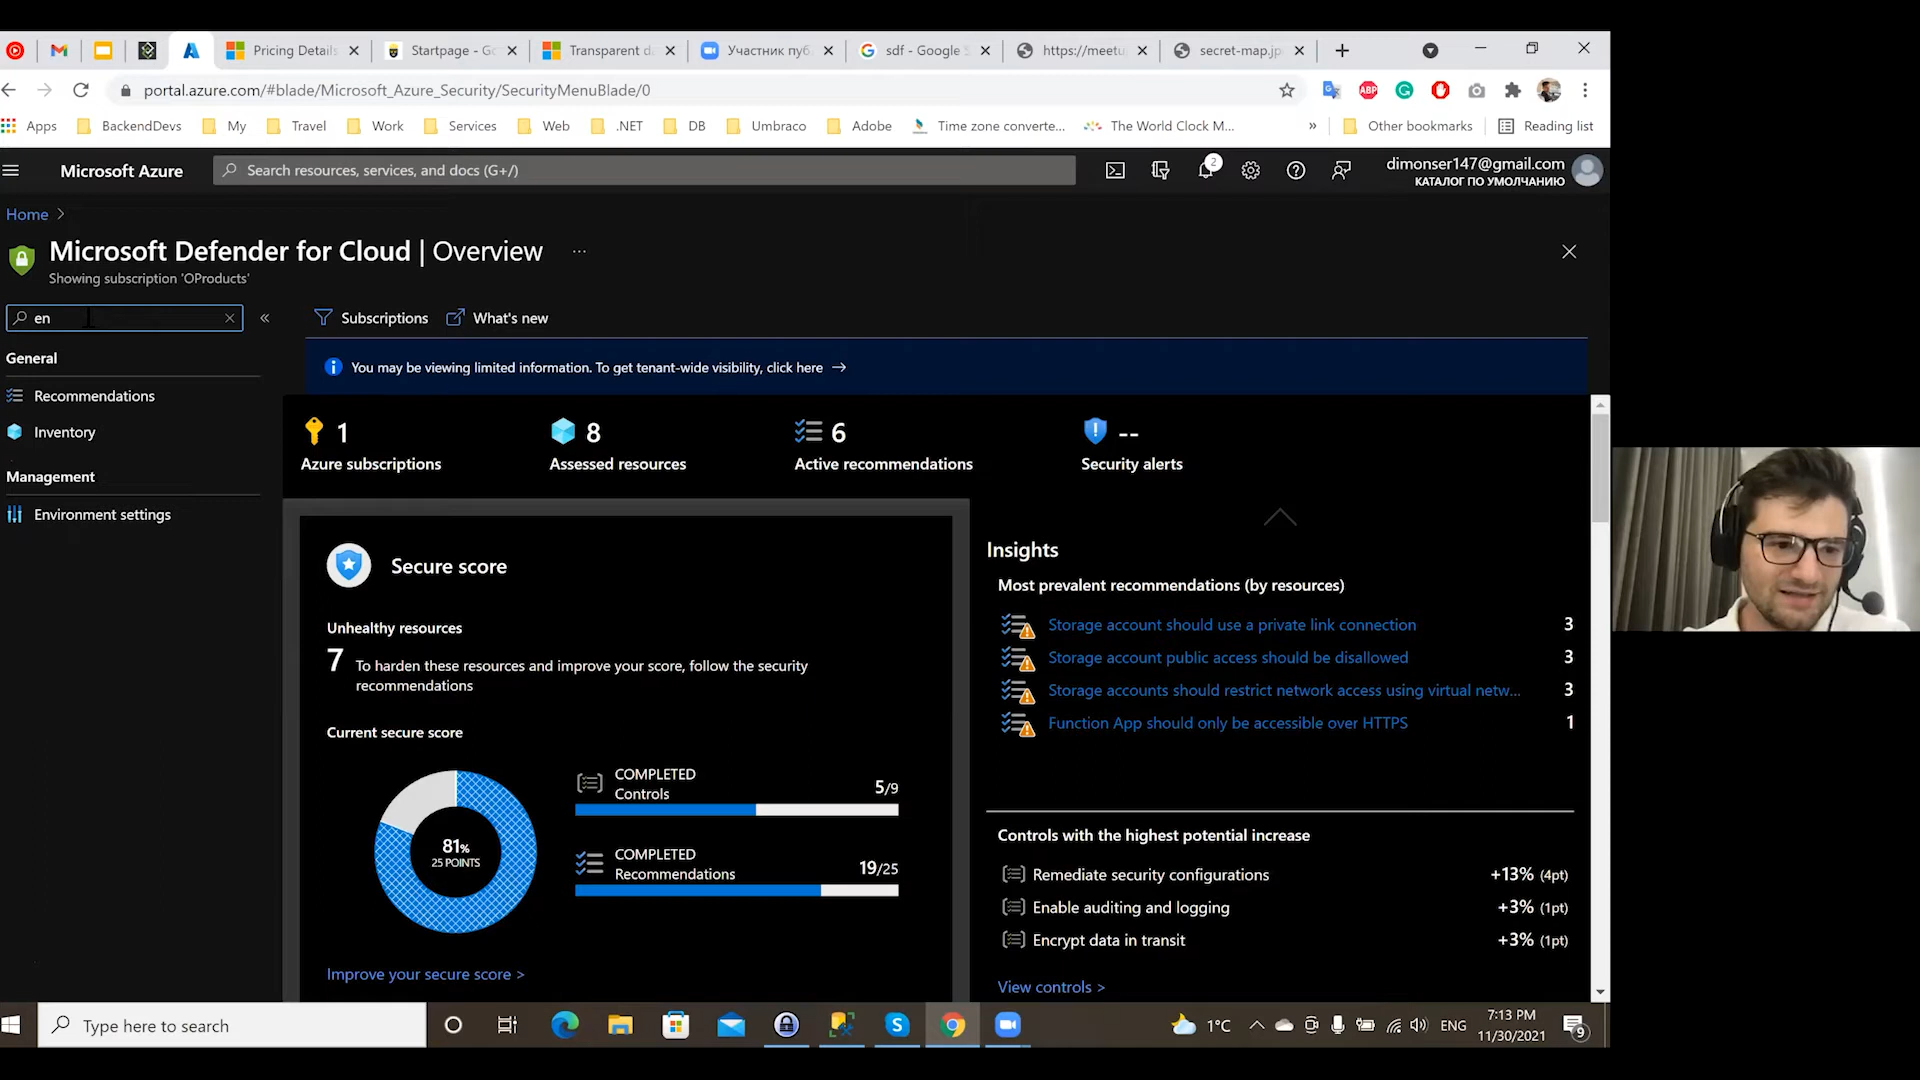 Pricing Details
Startpage - Go
Transparent da
Участник пуб
sdf - Google S
https://meetu
secret-map.jp
portal.azure.com/#blade/Microsoft_Azure_Security/SecurityMenuBlade/0
Apps
BackendDevs
My
Travel
Work
Services
Web
.NET
DB
Umbraco
Adobe
Time zone converte...
The World Clock M...
»
Other bookmarks
Reading list
Microsoft Azure
Search resources, services, and docs (G+/)
2
dimonser147@gmail.com
КАТАЛОГ ПО УМОЛЧАНИЮ
Home >
Microsoft Defender for Cloud | Overview
...
Showing subscription 'OProducts'
en
«
Subscriptions
What's new
General
Recommendations
Inventory
Management
Environment settings
You may be viewing limited information. To get tenant-wide visibility, click here →
1
Azure subscriptions
8
Assessed resources
6
Active recommendations
--
Security alerts
Secure score
Unhealthy resources
7 To harden these resources and improve your score, follow the security
recommendations
Current secure score
81%
25 POINTS
COMPLETED
Controls
5/9
COMPLETED
Recommendations
19/25
Improve your secure score >
Insights
Most prevalent recommendations (by resources)
Storage account should use a private link connection 3
Storage account public access should be disallowed 3
Storage accounts should restrict network access using virtual netw... 3
Function App should only be accessible over HTTPS 1
Controls with the highest potential increase
Remediate security configurations +13% (4pt)
Enable auditing and logging +3% (1pt)
Encrypt data in transit +3% (1pt)
View controls >
Type here to search
1°C
ENG
7:13 PM
11/30/2021
9